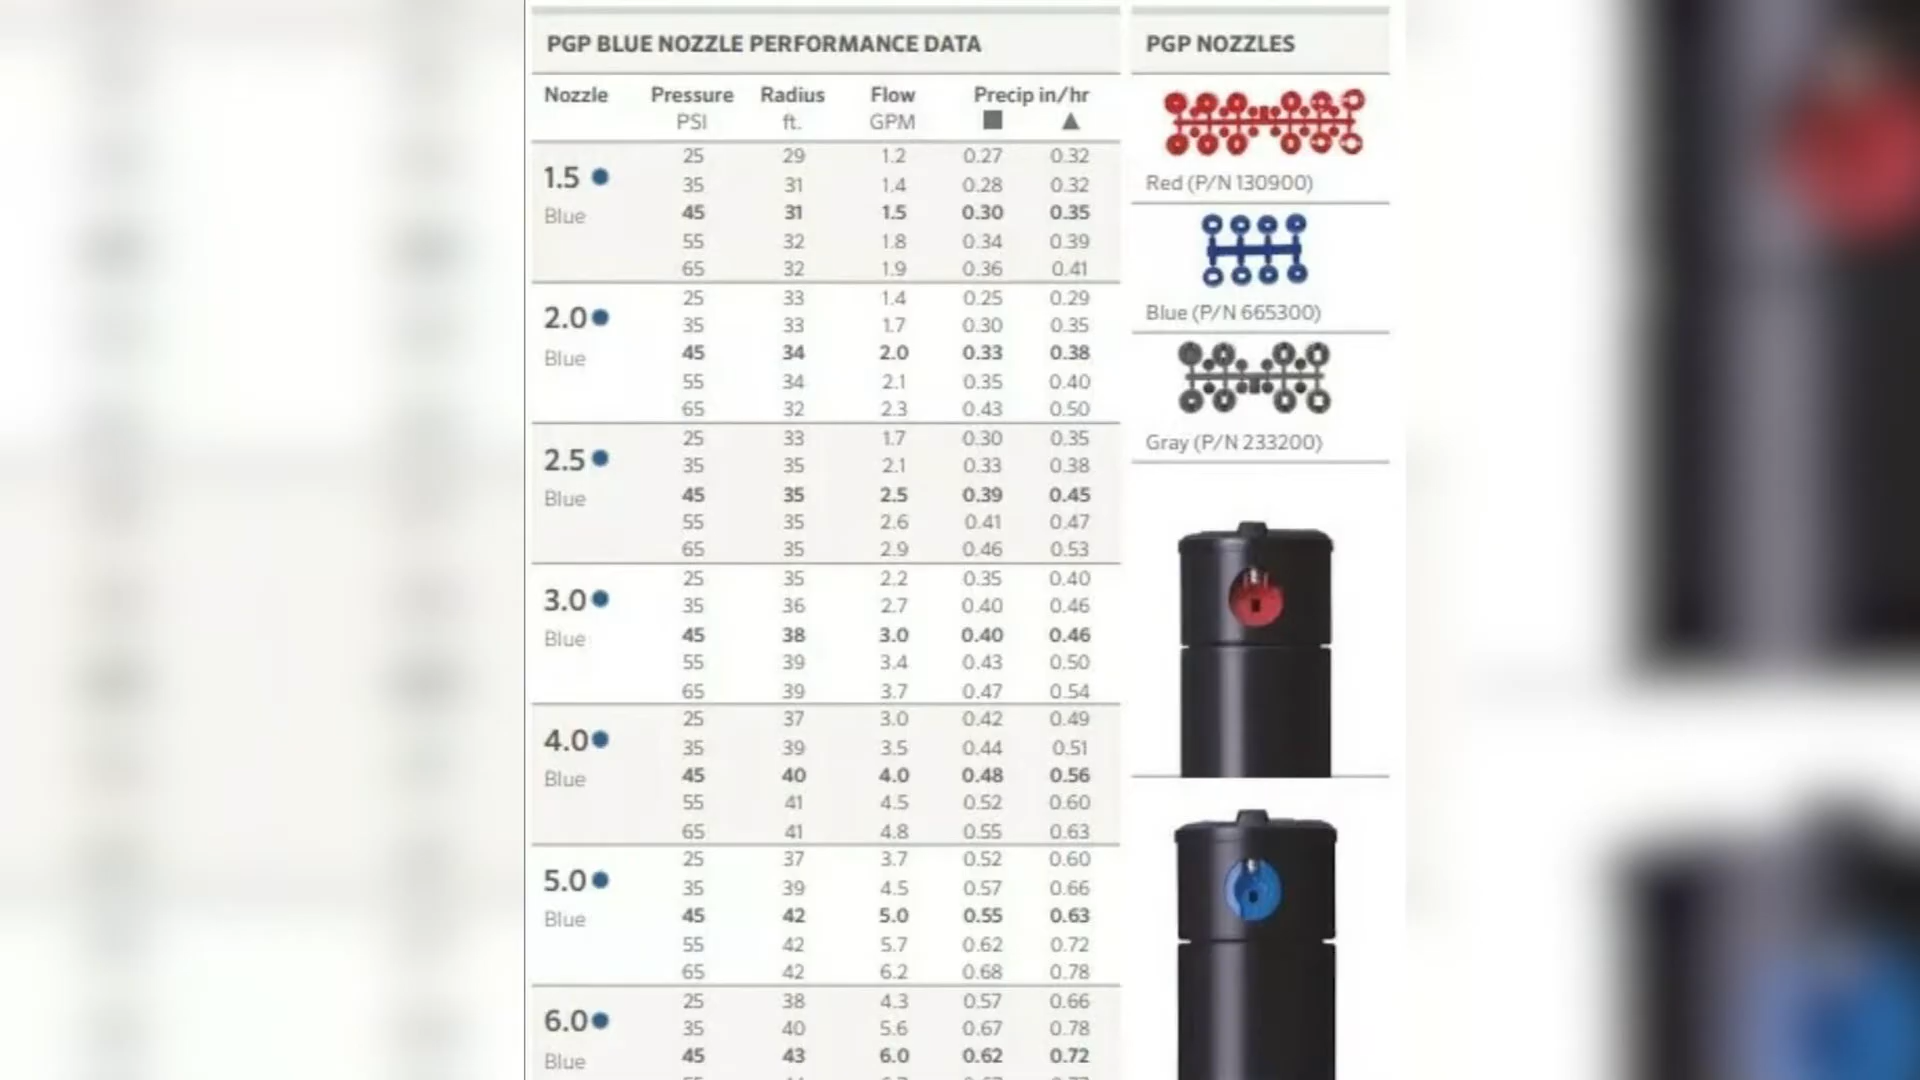 PGP BLUE NOZZLE PERFORMANCE DATA
Nozzle Pressure Radius Flow Precip in/hr
PSI ft. GPM
1.5 Blue
25 29 1.2 0.27 0.32
35 31 1.4 0.28 0.32
45 31 1.5 0.30 0.35
55 32 1.8 0.34 0.39
65 32 1.9 0.36 0.41
2.0 Blue
25 33 1.4 0.25 0.29
35 33 1.7 0.30 0.35
45 34 2.0 0.33 0.38
55 34 2.1 0.35 0.40
65 32 2.3 0.43 0.50
2.5 Blue
25 33 1.7 0.30 0.35
35 35 2.1 0.33 0.38
45 35 2.5 0.39 0.45
55 35 2.6 0.41 0.47
65 35 2.9 0.46 0.53
3.0 Blue
25 35 2.2 0.35 0.40
35 36 2.7 0.40 0.46
45 38 3.0 0.40 0.46
55 39 3.4 0.43 0.50
65 39 3.7 0.47 0.54
4.0 Blue
25 37 3.0 0.42 0.49
35 39 3.5 0.44 0.51
45 40 4.0 0.48 0.56
55 41 4.5 0.52 0.60
65 41 4.8 0.55 0.63
5.0 Blue
25 37 3.7 0.52 0.60
35 39 4.5 0.57 0.66
45 42 5.0 0.55 0.63
55 42 5.7 0.62 0.72
65 42 6.2 0.68 0.78
6.0 Blue
25 38 4.3 0.57 0.66
35 40 5.6 0.67 0.78
45 43 6.0 0.62 0.72
PGP NOZZLES
Red (P/N 130900)
Blue (P/N 665300)
Gray (P/N 233200)